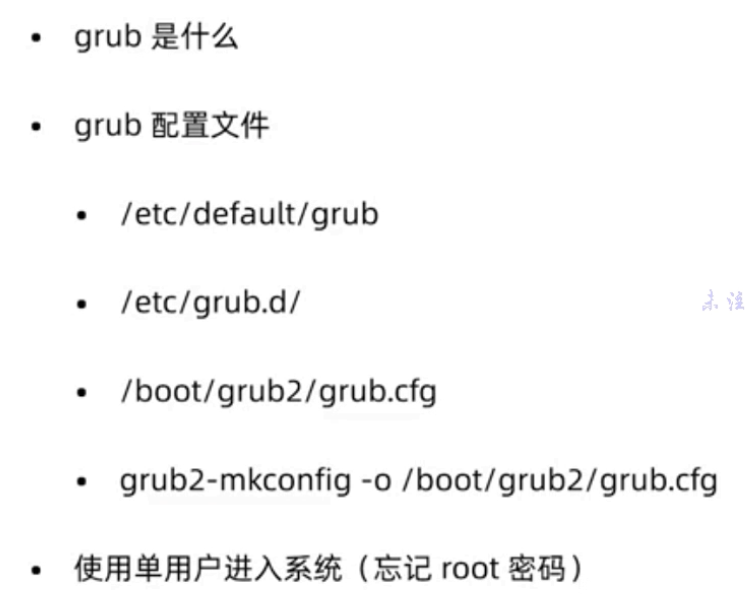 • grub 是什么
• grub 配置文件
• /etc/default/grub
• /etc/grub.d/
• /boot/grub2/grub.cfg
• grub2-mkconfig -o /boot/grub2/grub.cfg
• 使用单用户进入系统（忘记 root 密码）